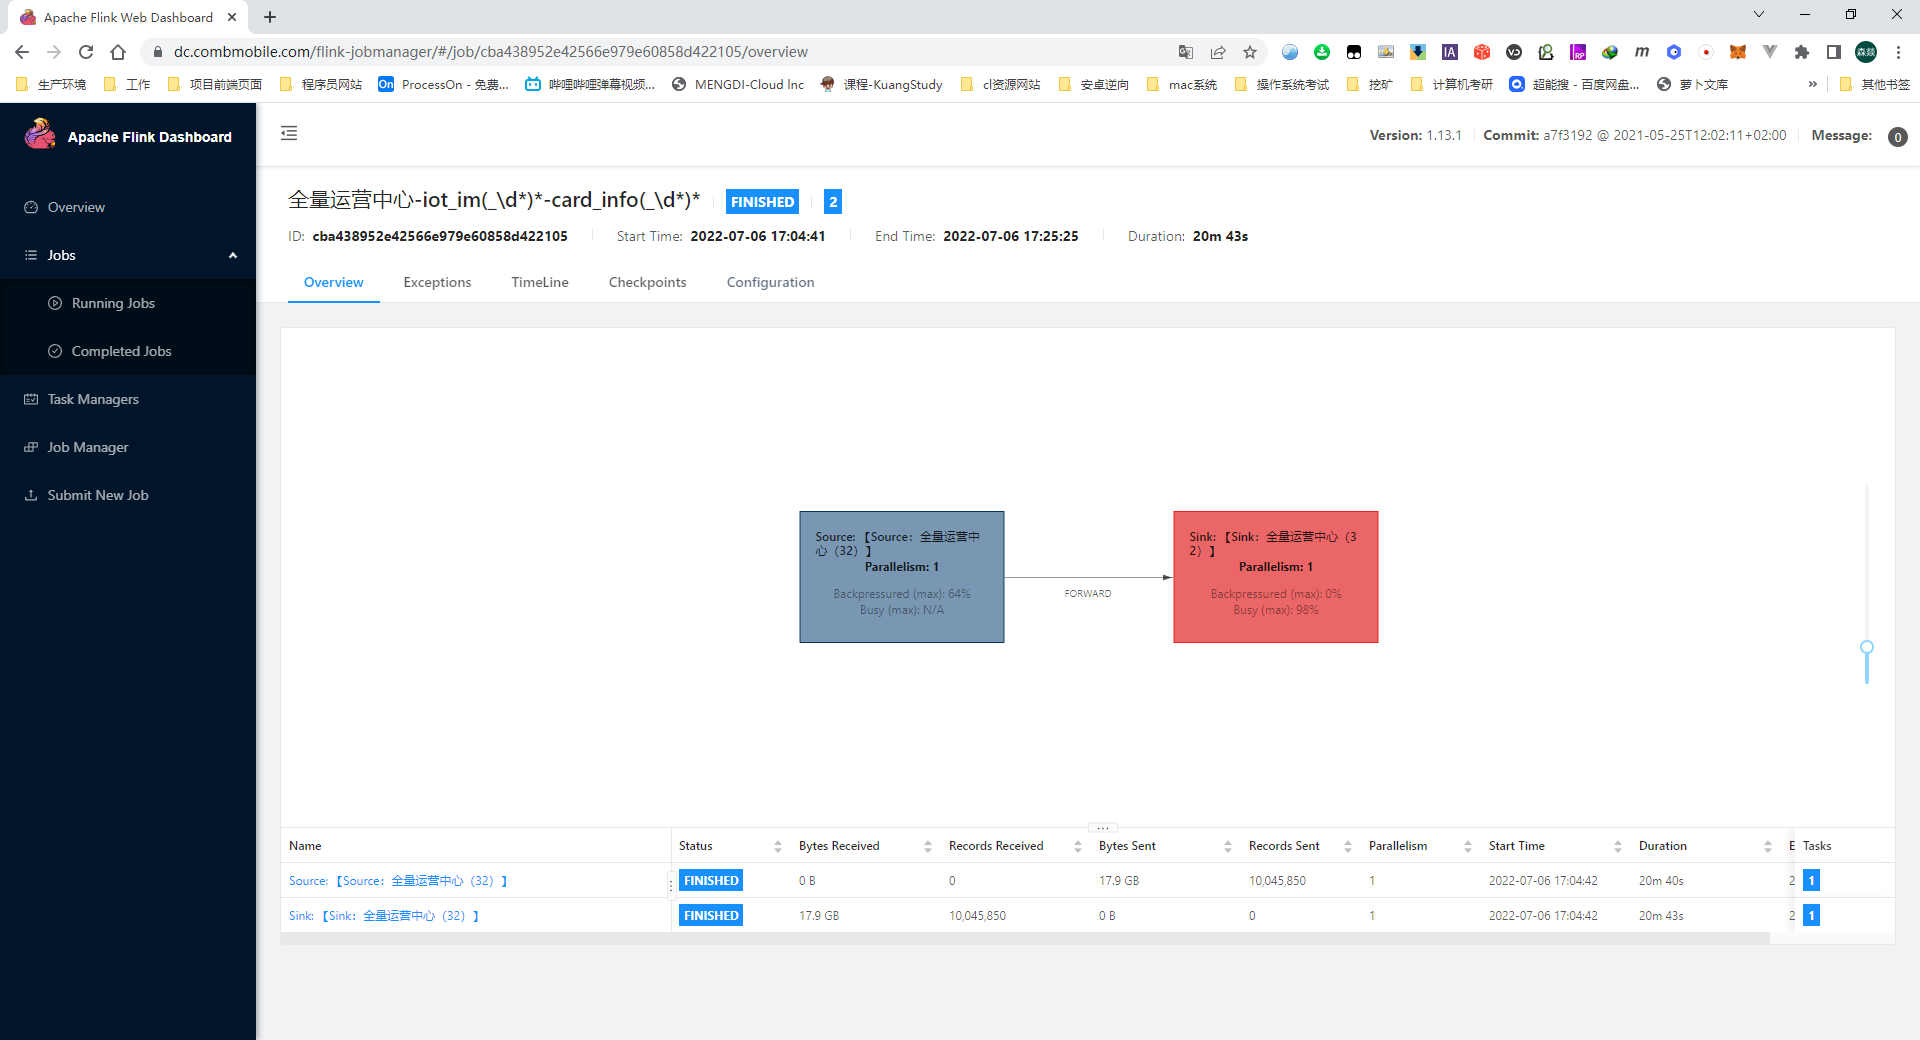 Apache Flink Web Dashboard
dc.combmobile.com/flink-jobmanager/#/job/cba438952e42566e979e60858d422105/overview
生产环境 工作 项目前端页面 程序员网站 ProcessOn - 免费... 哔哩哔哩弹幕视频... MENGDI-Cloud Inc 课程-KuangStudy cl资源网站 安卓逆向 mac系统 操作系统考试 挖矿 计算机考研 超能搜 - 百度网盘... 萝卜文库 » 其他书签
Apache Flink Dashboard
Version: 1.13.1 Commit: a7f3192 @ 2021-05-25T12:02:11+02:00 Message: 0
Overview
Jobs
Running Jobs
Completed Jobs
Task Managers
Job Manager
Submit New Job
全量运营中心-iot_im(_\d*)*-card_info(_\d*)* FINISHED 2
ID: cba438952e42566e979e60858d422105 Start Time: 2022-07-06 17:04:41 End Time: 2022-07-06 17:25:25 Duration: 20m 43s
Overview Exceptions TimeLine Checkpoints Configuration
Source: 【Source：全量运营中
心（32）】
Parallelism: 1
Backpressured (max): 64%
Busy (max): N/A
FORWARD
Sink: 【Sink：全量运营中心（3
2）】
Parallelism: 1
Backpressured (max): 0%
Busy (max): 98%
Name Status Bytes Received Records Received Bytes Sent Records Sent Parallelism Start Time Duration E Tasks
Source: 【Source：全量运营中心（32）】 FINISHED 0 B 0 17.9 GB 10,045,850 1 2022-07-06 17:04:42 20m 40s 2 1
Sink: 【Sink：全量运营中心（32）】 FINISHED 17.9 GB 10,045,850 0 B 0 1 2022-07-06 17:04:42 20m 43s 2 1